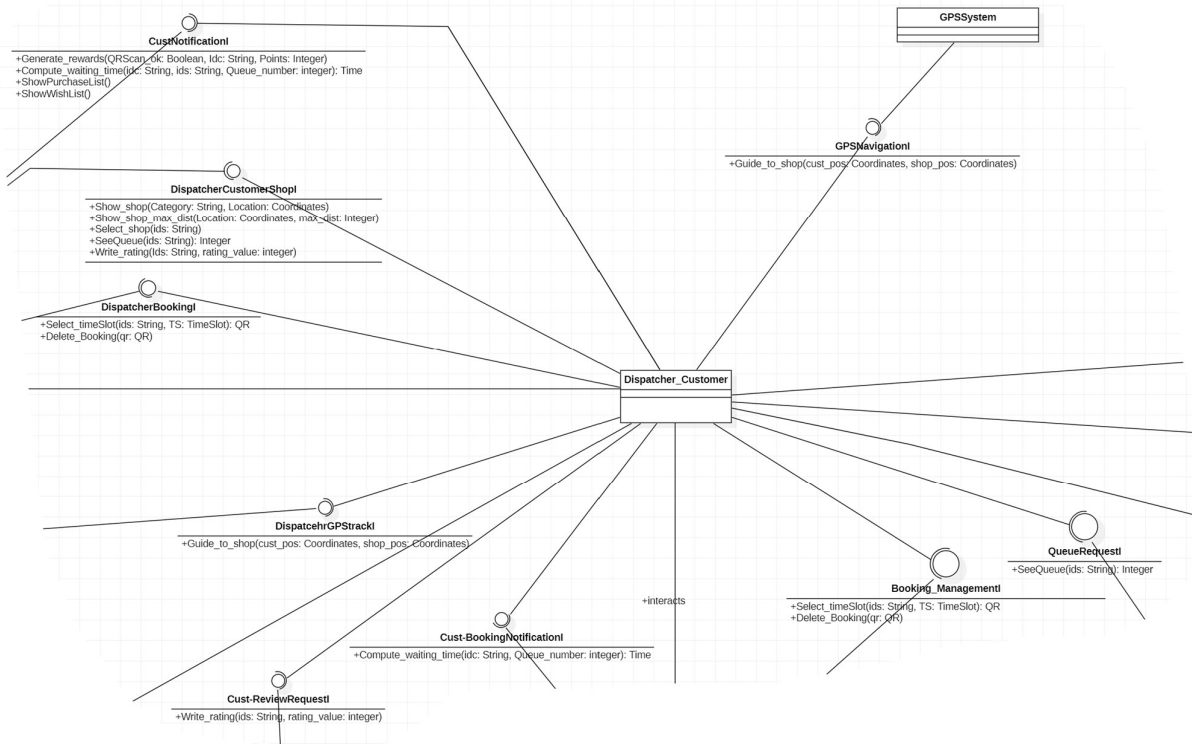 CustNotificationI
+Generate_rewards(QRScan_ok: Boolean, Idc: String, Points: Integer)
+Compute_waiting_time(idc: String, ids: String, Queue_number: integer): Time
+ShowPurchaseList()
+ShowWishList()
GPSSystem
GPSNavigationI
+Guide_to_shop(cust_pos: Coordinates, shop_pos: Coordinates)
DispatcherCustomerShopI
+Show_shop(Category: String, Location: Coordinates)
+Show_shop_max_dist(Location: Coordinates, max_dist: Integer)
+Select_shop(ids: String)
+SeeQueue(ids: String): Integer
+Write_rating(Ids: String, rating_value: integer)
DispatcherBookingI
+Select_timeSlot(ids: String, TS: TimeSlot): QR
+Delete_Booking(qr: QR)
Dispatcher_Customer
DispatcehrGPStrackI
+Guide_to_shop(cust_pos: Coordinates, shop_pos: Coordinates)
QueueRequestI
+SeeQueue(ids: String): Integer
Booking_ManagementI
+Select_timeSlot(ids: String, TS: TimeSlot): QR
+Delete_Booking(qr: QR)
+interacts
Cust-BookingNotificationI
+Compute_waiting_time(idc: String, Queue_number: integer): Time
Cust-ReviewRequestI
+Write_rating(ids: String, rating_value: integer)